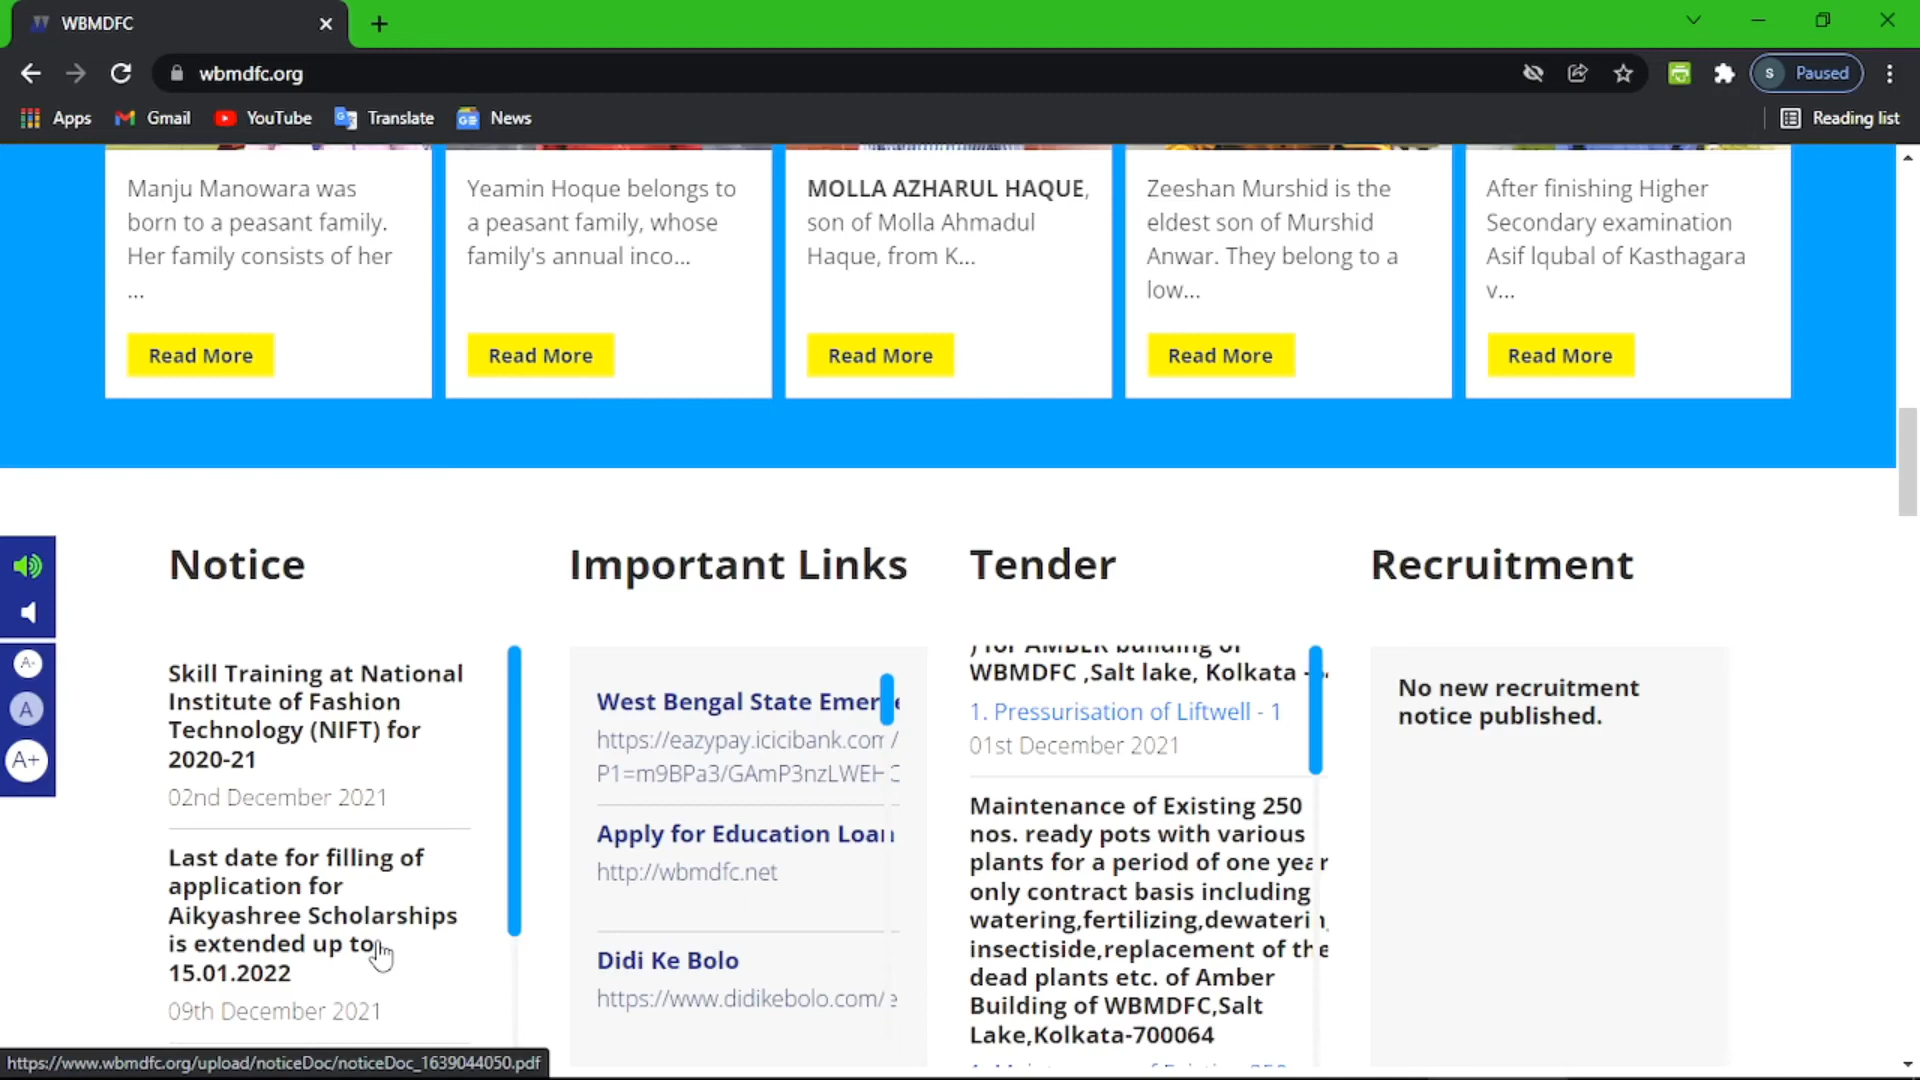 WBMDFC
wbmdfc.org
S Paused
Apps Gmail YouTube Translate News Reading list
Manju Manowara was
born to a peasant family.
Her family consists of her
...
Read More
Yeamin Hoque belongs to
a peasant family, whose
family's annual inco...
Read More
MOLLA AZHARUL HAQUE,
son of Molla Ahmadul
Haque, from K...
Read More
Zeeshan Murshid is the
eldest son of Murshid
Anwar. They belong to a
low...
Read More
After finishing Higher
Secondary examination
Asif Iqubal of Kasthagara
v...
Read More
A-
A
A+
Notice
Skill Training at National
Institute of Fashion
Technology (NIFT) for
2020-21
02nd December 2021
Last date for filling of
application for
Aikyashree Scholarships
is extended up to
15.01.2022
09th December 2021
Important Links
West Bengal State Emer
https://eazypay.icicibank.com/
P1=m9BPa3/GAmP3nzLWEH
Apply for Education Loan
http://wbmdfc.net
Didi Ke Bolo
https://www.didikebolo.com/e
Tender
) for AMBER building of
WBMDFC ,Salt lake, Kolkata -
1. Pressurisation of Liftwell - 1
01st December 2021
Maintenance of Existing 250
nos. ready pots with various
plants for a period of one year
only contract basis including
watering,fertilizing,dewaterin
insectiside,replacement of the
dead plants etc. of Amber
Building of WBMDFC,Salt
Lake,Kolkata-700064
Recruitment
No new recruitment
notice published.
https://www.wbmdfc.org/upload/noticeDoc/noticeDoc_1639044050.pdf